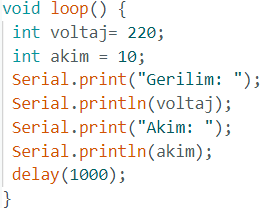 void loop() {
int voltaj= 220;
int akim = 10;
Serial.print("Gerilim: ");
Serial.println(voltaj);
Serial.print("Akim: ");
Serial.println(akim);
delay(1000);
}